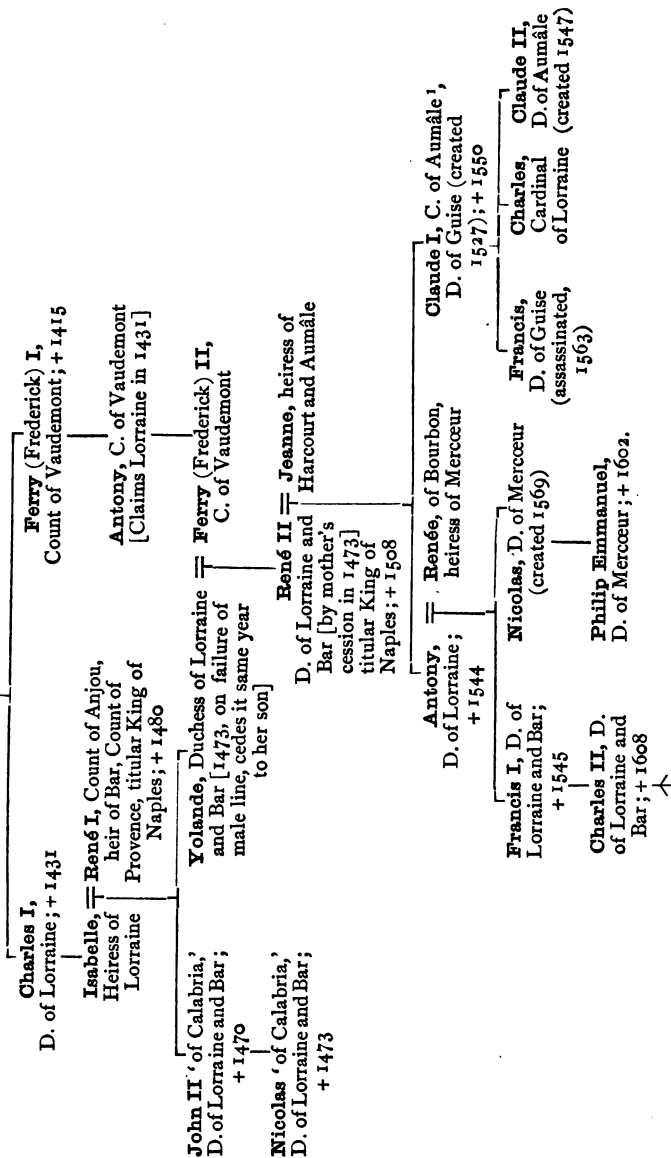 Charles I,
D. of Lorraine; + 1431
Ferry (Frederick) I,
Count of Vaudemont; + 1415
Isabelle,
Heiress of
Lorraine
René I, Count of Anjou,
heir of Bar, Count of
Provence, titular King of
Naples; + 1480
Antony, C. of Vaudemont
[Claims Lorraine in 1431]
John II 'of Calabria,'
D. of Lorraine and Bar;
+ 1470
Yolande, Duchess of Lorraine
and Bar [1473, on failure of
male line, cedes it same year
to her son]
Ferry (Frederick) II,
C. of Vaudemont
Nicolas 'of Calabria,'
D. of Lorraine and Bar;
+ 1473
René II
D. of Lorraine and
Bar [by mother's
cession in 1473]
titular King of
Naples; + 1508
Jeanne, heiress of
Harcourt and Aumâle
Antony,
D. of Lorraine;
+ 1544
Renée, of Bourbon,
heiress of Mercœur
Claude I, C. of Aumâle¹,
D. of Guise (created
1527); + 1550
Francis I, D. of
Lorraine and Bar;
+ 1545
Nicolas, D. of Mercœur
(created 1569)
Francis,
D. of Guise
(assassinated,
1563)
Charles,
Cardinal
of Lorraine
Claude II,
D. of Aumâle
(created 1547)
Charles II, D.
of Lorraine and
Bar; + 1608
Philip Emmanuel,
D. of Mercœur; + 1602.